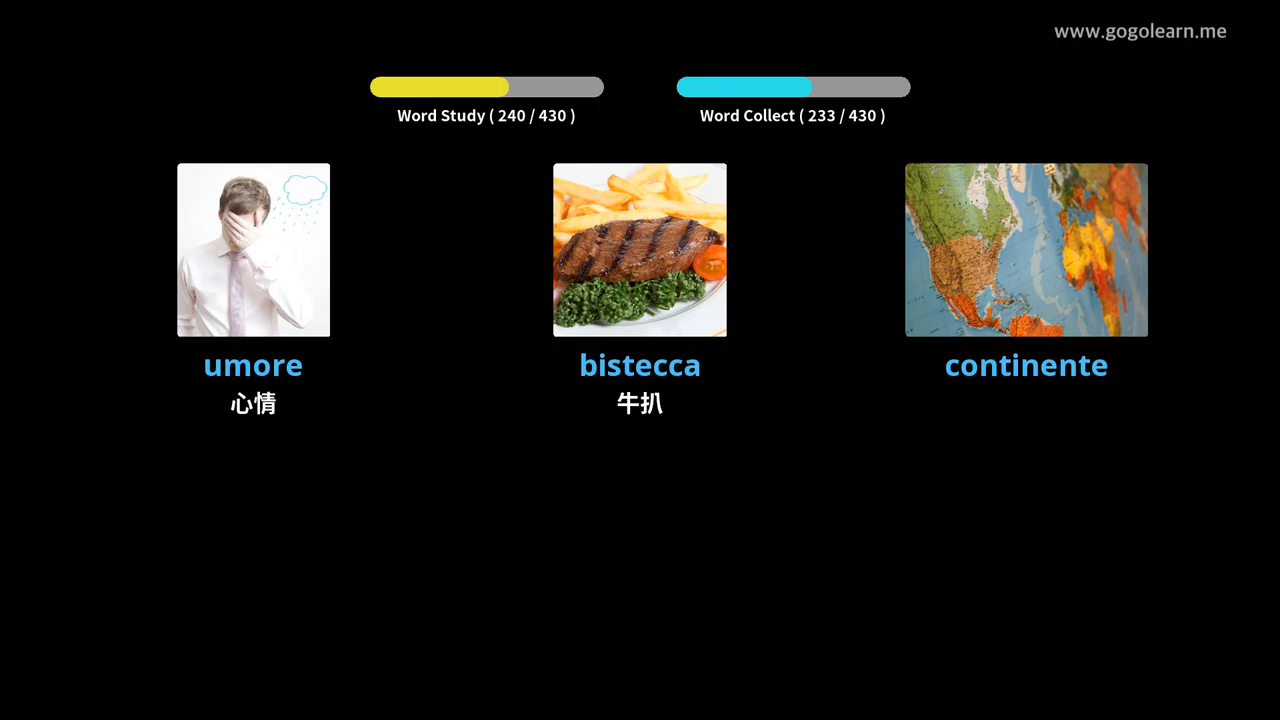 www.gogolearn.me
Word Study ( 240 / 430 )
Word Collect ( 233 / 430 )
umore
bistecca
continente
心情
牛扒